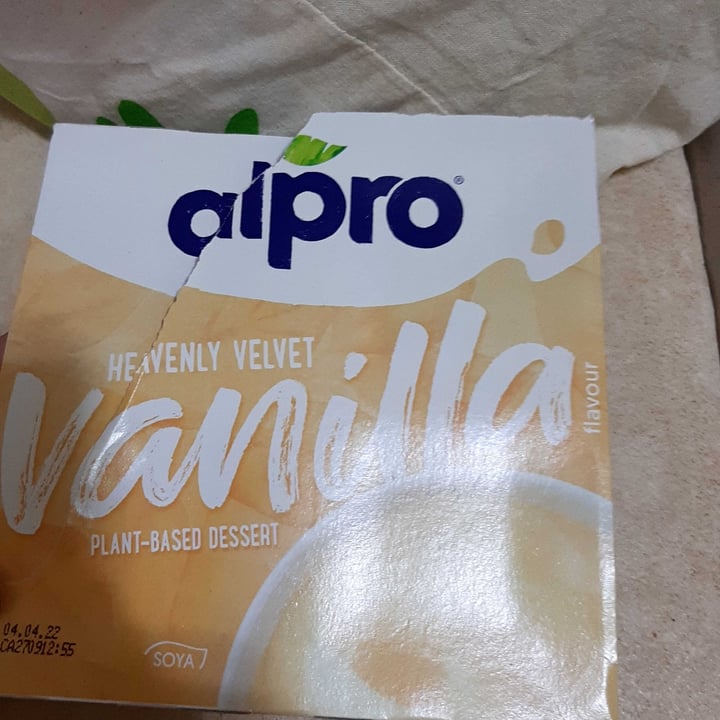 alpro®
HEAVENLY VELVET
vanilla
flavour
PLANT-BASED DESSERT
04.04.22
CA270912:55
SOYA